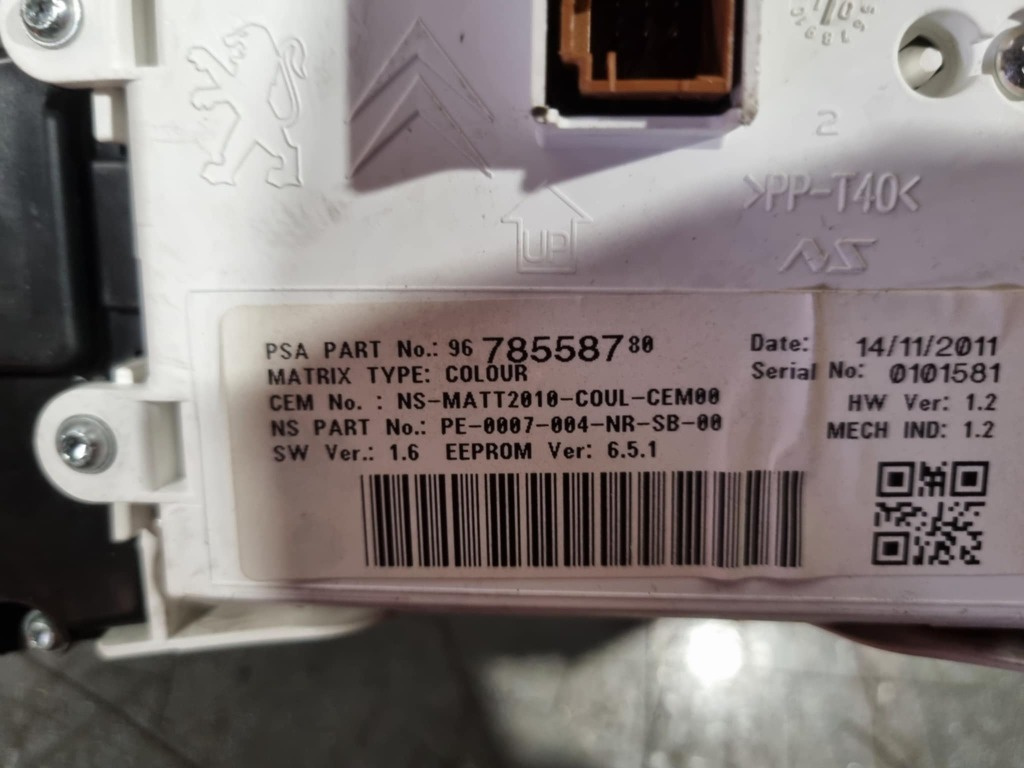 2
>PP-T40<
UP
PSA PART No.: 96 78558780
MATRIX TYPE: COLOUR
CEM No. : NS-MATT2010-COUL-CEM00
NS PART No.: PE-0007-004-NR-SB-00
SW Ver.: 1.6 EEPROM Ver: 6.5.1
Date: 14/11/2011
Serial No: 0101581
HW Ver: 1.2
MECH IND: 1.2